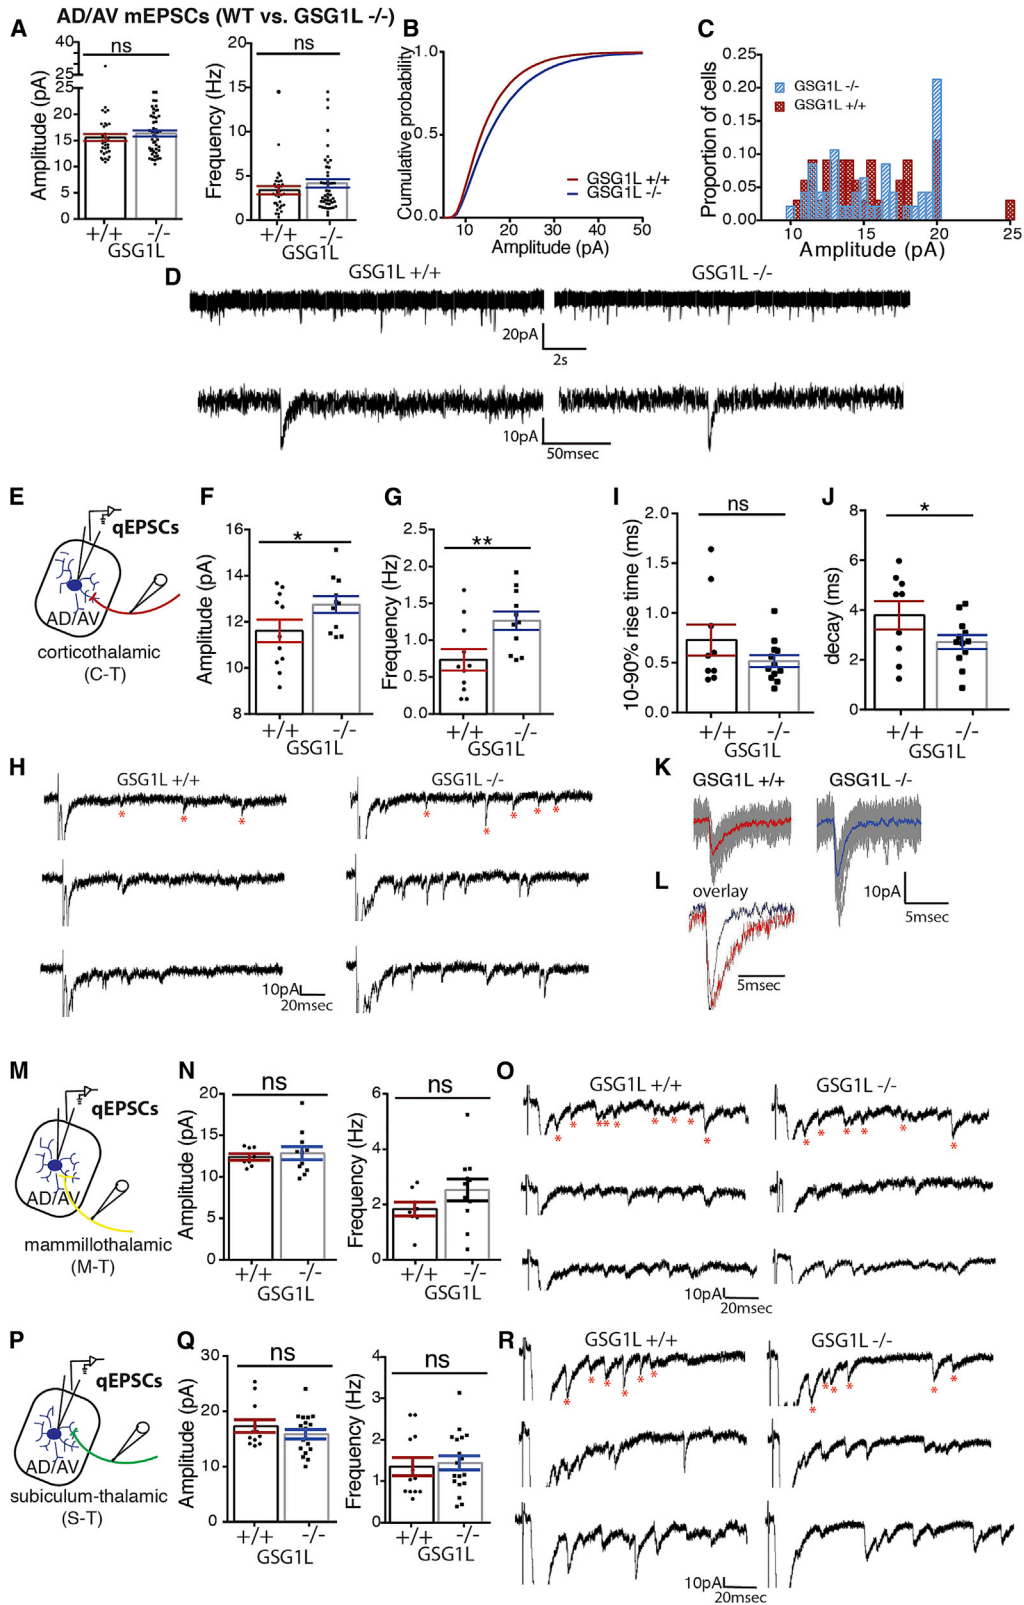 AD/AV mEPSCs (WT vs. GSG1L -/-)
A
Amplitude (pA)
40
25
25
20
15
10
5
0
ns
+/+
-/-
GSG1L
Frequency (Hz)
20
15
10
5
0
ns
+/+
-/-
GSG1L
B
Cumulative probability
1.0
0.5
0.0
GSG1L +/+
GSG1L -/-
10
20
30
40
50
Amplitude (pA)
C
Proportion of cells
0.25
0.20
0.15
0.10
0.05
0.00
GSG1L -/-
GSG1L +/+
10
15
20
25
Amplitude (pA)
D
GSG1L +/+
GSG1L -/-
20pA
2s
10pA
50msec
E
qEPSCs
AD/AV
corticothalamic
(C-T)
F
Amplitude (pA)
16
14
12
10
8
*
+/+
-/-
GSG1L
G
Frequency (Hz)
2.5
2.0
1.5
1.0
0.5
0.0
**
+/+
-/-
GSG1L
I
10-90% rise time (ms)
2.0
1.5
1.0
0.5
0.0
ns
+/+
-/-
GSG1L
J
decay (ms)
8
6
4
2
0
*
+/+
-/-
GSG1L
H
GSG1L +/+
GSG1L -/-
* * *
* * * * *
10pA
20msec
K
GSG1L +/+
GSG1L -/-
10pA
5msec
L
overlay
5msec
M
qEPSCs
AD/AV
mammillothalamic
(M-T)
N
Amplitude (pA)
20
15
10
5
0
ns
+/+
-/-
GSG1L
Frequency (Hz)
6
4
2
0
ns
+/+
-/-
GSG1L
O
GSG1L +/+
GSG1L -/-
* * * * * * * *
* * * * * *
10pA
20msec
P
qEPSCs
AD/AV
subiculum-thalamic
(S-T)
Q
Amplitude (pA)
30
20
10
0
ns
+/+
-/-
GSG1L
Frequency (Hz)
4
3
2
1
0
ns
+/+
-/-
GSG1L
R
GSG1L +/+
GSG1L -/-
* * * * * *
* * * * * *
10pA
20msec